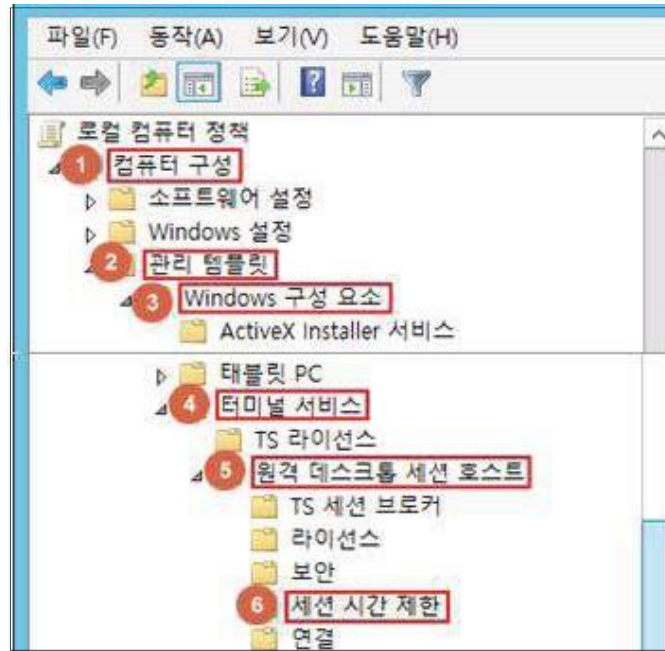 파일(F) 동작(A) 보기(V) 도움말(H)
로컬 컴퓨터 정책
1 컴퓨터 구성
소프트웨어 설정
Windows 설정
2 관리 템플릿
3 Windows 구성 요소
ActiveX Installer 서비스
태블릿 PC
4 터미널 서비스
TS 라이선스
5 원격 데스크톱 세션 호스트
TS 세션 브로커
라이선스
보안
6 세션 시간 제한
연결